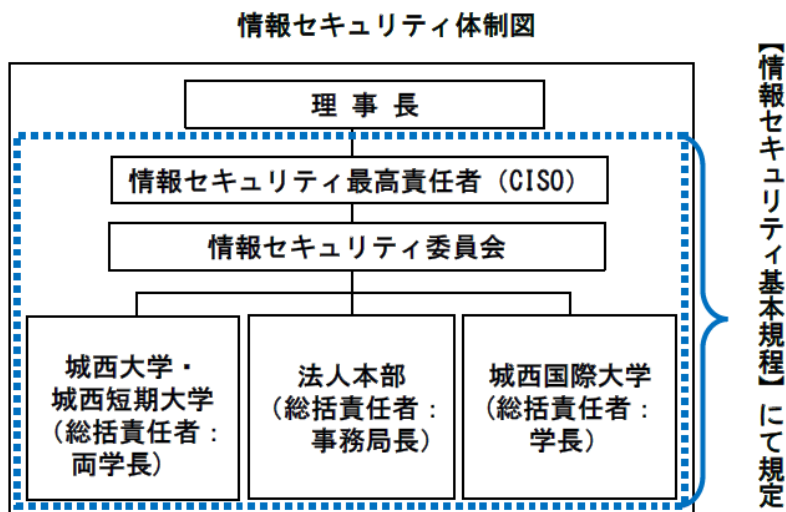 情報セキュリティ体制図
理 事 長
情報セキュリティ最高責任者（CISO）
情報セキュリティ委員会
城西大学・
城西短期大学
（総括責任者：
両学長）
法人本部
（総括責任者：
事務局長）
城西国際大学
（総括責任者：
学長）
【情報セキュリティ基本規程】にて規定